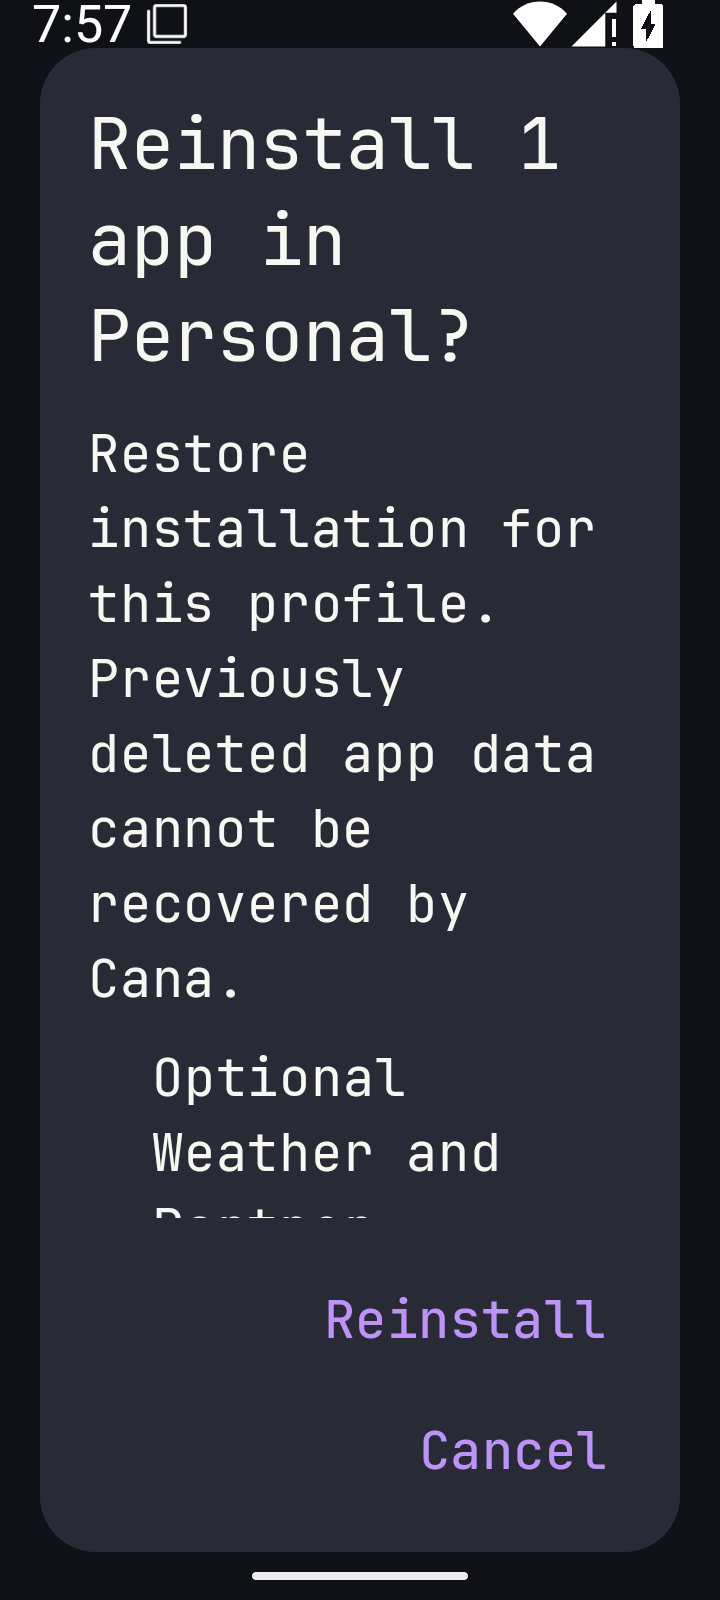 7:57
Reinstall 1
app in
Personal?
Restore
installation for
this profile.
Previously
deleted app data
cannot be
recovered by
Cana.
Optional
Weather and
Reinstall
Cancel